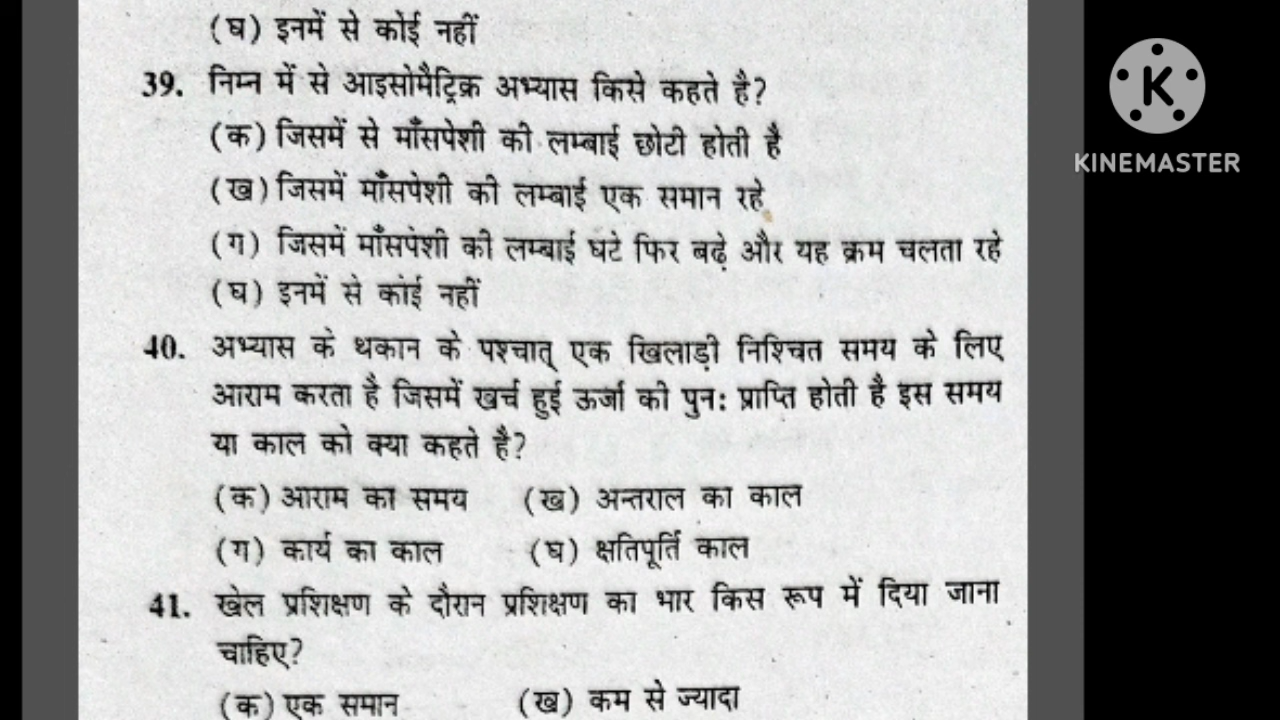 (घ) इनमें से कोई नहीं
39. निम्न में से आइसोमैट्रिक्र अभ्यास किसे कहते है?
(क) जिसमें से माँसपेशी की लम्बाई छोटी होती है
(ख) जिसमें माँसपेशी की लम्बाई एक समान रहे
(ग) जिसमें माँसपेशी की लम्बाई घटे फिर बढ़े और यह क्रम चलता रहे
(घ) इनमें से कोई नहीं
40. अभ्यास के थकान के पश्चात् एक खिलाड़ी निश्चित समय के लिए
आराम करता है जिसमें खर्च हुई ऊर्जा की पुन: प्राप्ति होती है इस समय
या काल को क्या कहते है?
(क) आराम का समय (ख) अन्तराल का काल
(ग) कार्य का काल (घ) क्षतिपूर्ति काल
41. खेल प्रशिक्षण के दौरान प्रशिक्षण का भार किस रूप में दिया जाना
चाहिए?
(क) एक समान (ख) कम से ज्यादा
K
KINEMASTER